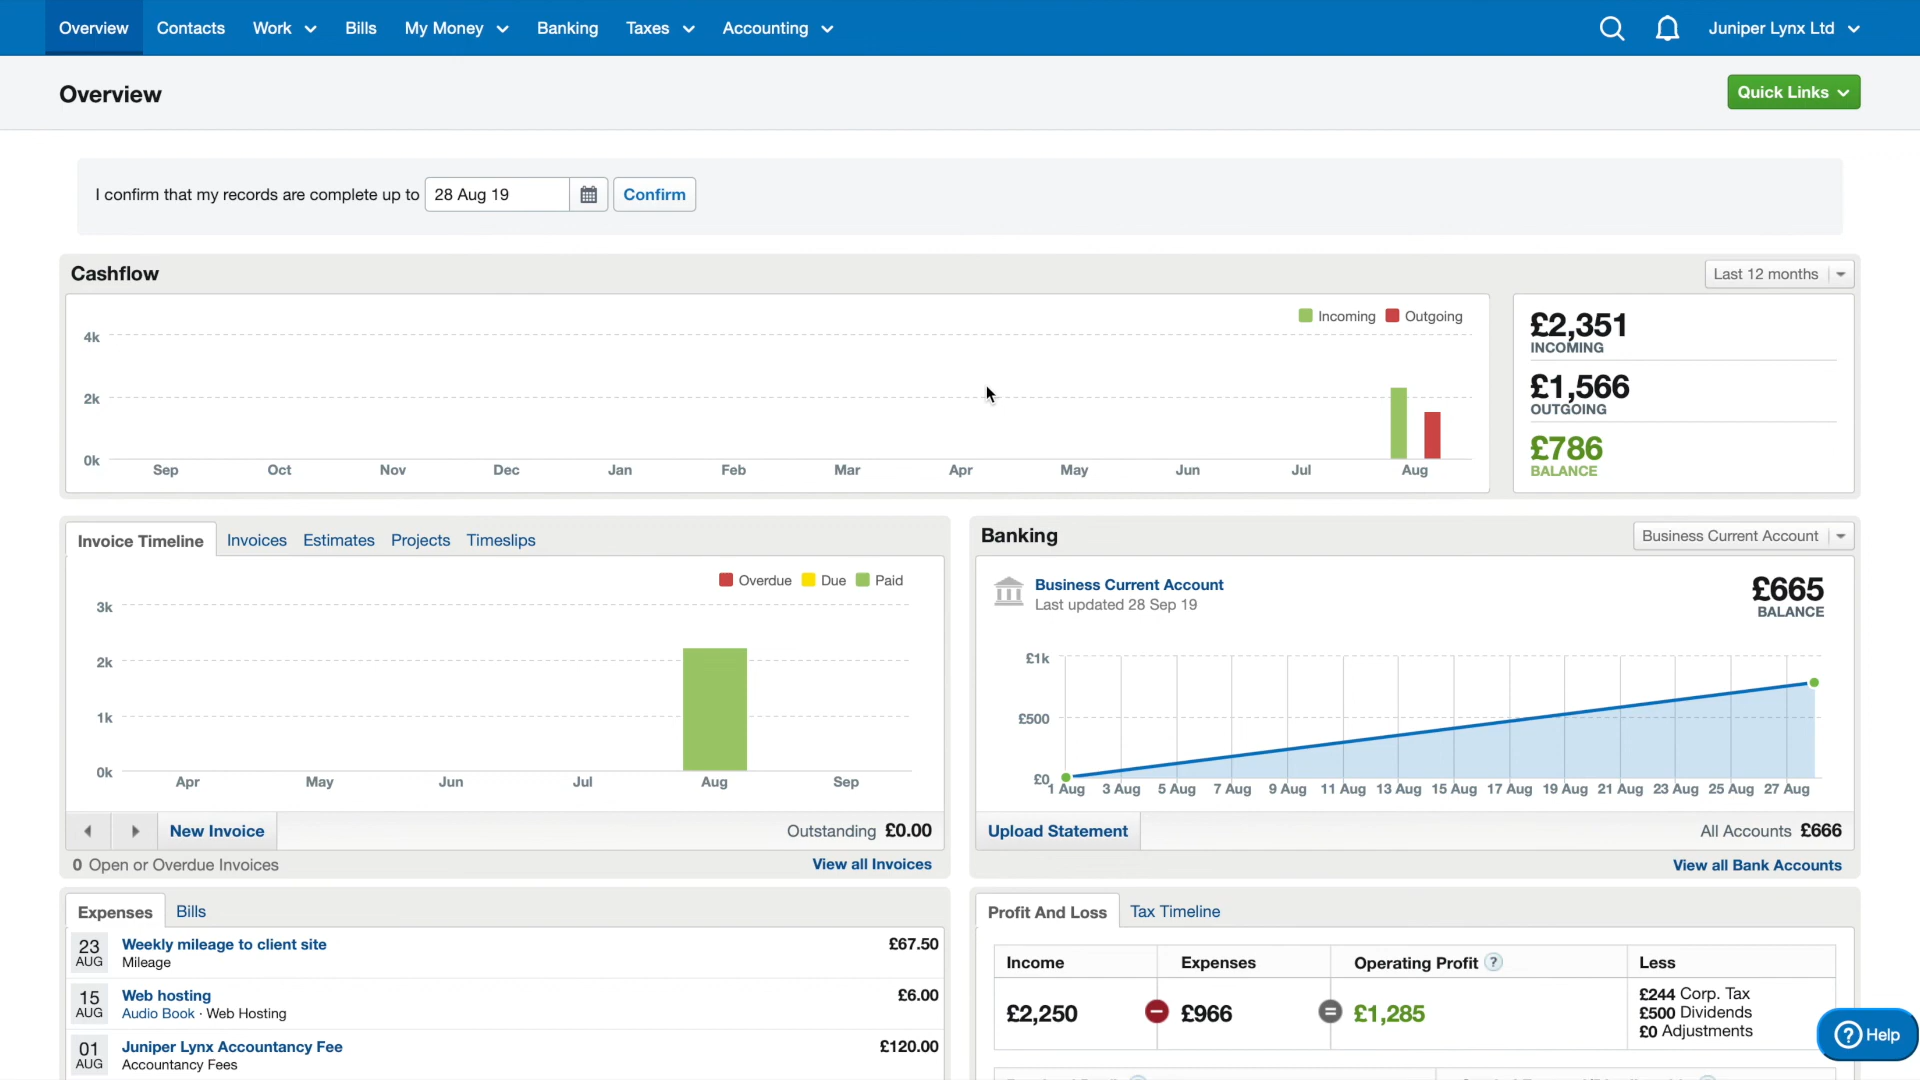 Overview Contacts Work Bills My Money Banking Taxes Accounting Juniper Lynx Ltd
Overview
Quick Links
I confirm that my records are complete up to 28 Aug 19 Confirm
Cashflow
Last 12 months
Incoming Outgoing
4k
2k
0k
Sep Oct Nov Dec Jan Feb Mar Apr May Jun Jul Aug
£2,351
INCOMING
£1,566
OUTGOING
£786
BALANCE
Invoice Timeline Invoices Estimates Projects Timeslips
Overdue Due Paid
3k
2k
1k
0k
Apr May Jun Jul Aug Sep
New Invoice
Outstanding £0.00
0 Open or Overdue Invoices
View all Invoices
Banking
Business Current Account
Business Current Account
Last updated 28 Sep 19
£665
BALANCE
£1k
£500
£0
1 Aug 3 Aug 5 Aug 7 Aug 9 Aug 11 Aug 13 Aug 15 Aug 17 Aug 19 Aug 21 Aug 23 Aug 25 Aug 27 Aug
Upload Statement
All Accounts £666
View all Bank Accounts
Expenses Bills
23 AUG
Weekly mileage to client site £67.50
Mileage
15 AUG
Web hosting £6.00
Audio Book · Web Hosting
01 AUG
Juniper Lynx Accountancy Fee £120.00
Accountancy Fees
Profit And Loss Tax Timeline
Income Expenses Operating Profit ? Less
£2,250 £966 £1,285
£244 Corp. Tax
£500 Dividends
£0 Adjustments
? Help